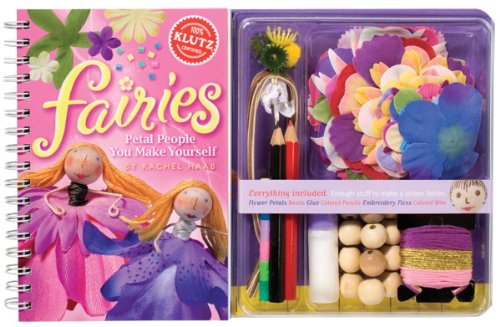 100%
KLUTZ
CERTIFIED
fairies
Petal People
You Make Yourself
BY RACHEL HAAB
Everything included. Enough stuff to make a dozen fairies.
Flower Petals Beads Glue Colored Pencils Embroidery Floss Colored Wire